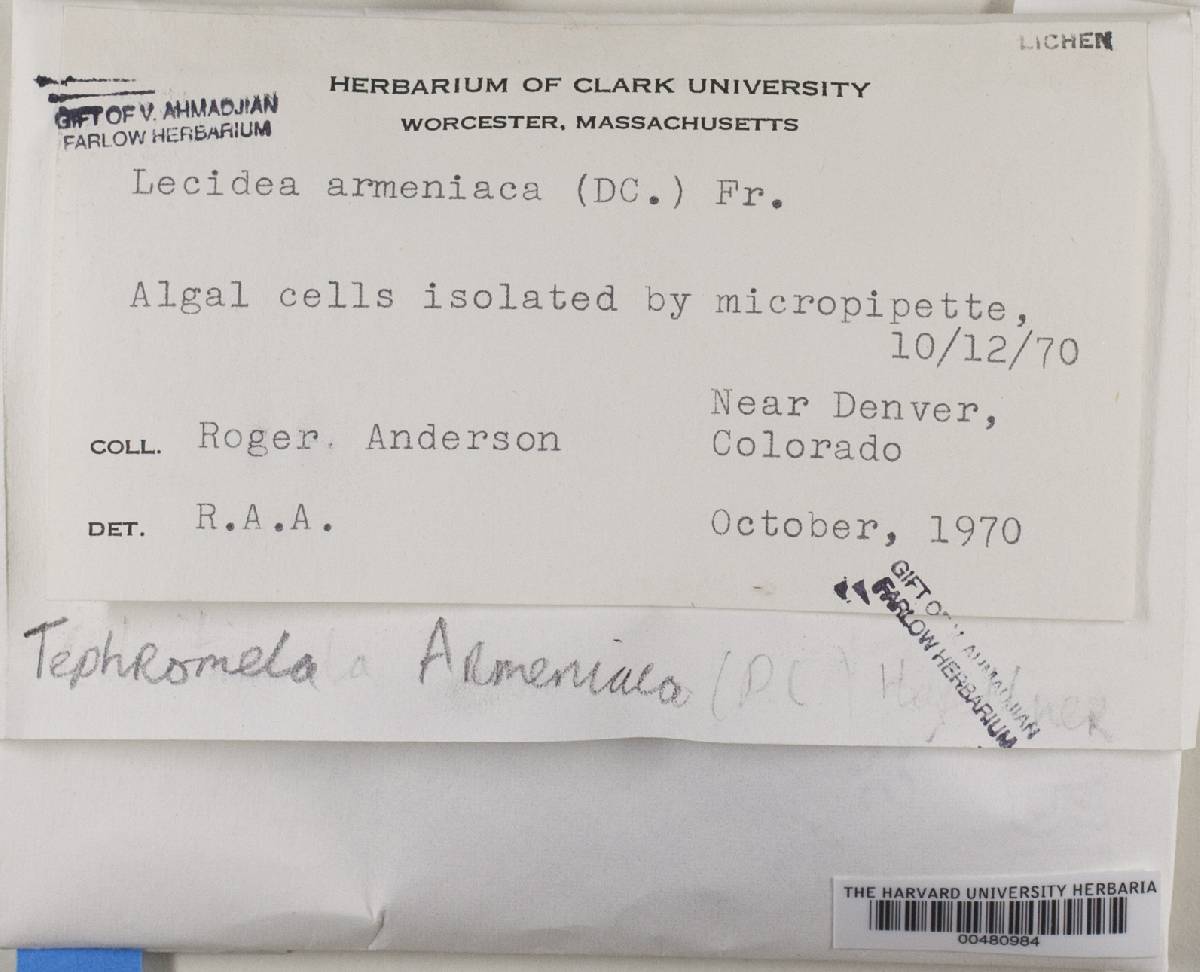 LICHEN
HERBARIUM OF CLARK UNIVERSITY
WORCESTER, MASSACHUSETTS
GIFT OF V. AHMADJIAN
FARLOW HERBARIUM
Lecidea armeniaca (DC.) Fr.
Algal cells isolated by micropipette,
10/12/70
Near Denver,
COLL. Roger. Anderson Colorado
DET. R.A.A. October, 1970
GIFT OF V. AHMADJIAN
FARLOW HERBARIUM
Tephromela Armeniaca (DC)
THE HARVARD UNIVERSITY HERBARIA
00480984